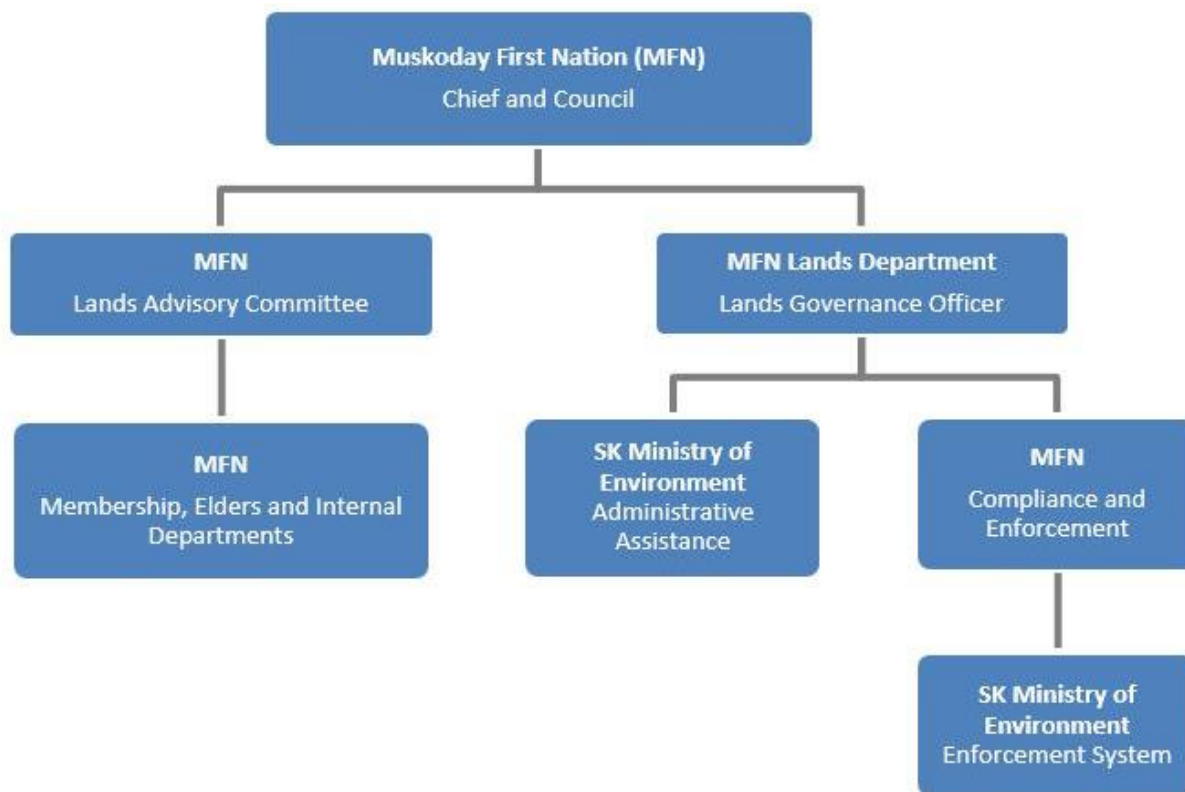 Muskoday First Nation (MFN)
Chief and Council
MFN
Lands Advisory Committee
MFN Lands Department
Lands Governance Officer
MFN
Membership, Elders and Internal
Departments
SK Ministry of
Environment
Administrative
Assistance
MFN
Compliance and
Enforcement
SK Ministry of
Environment
Enforcement System